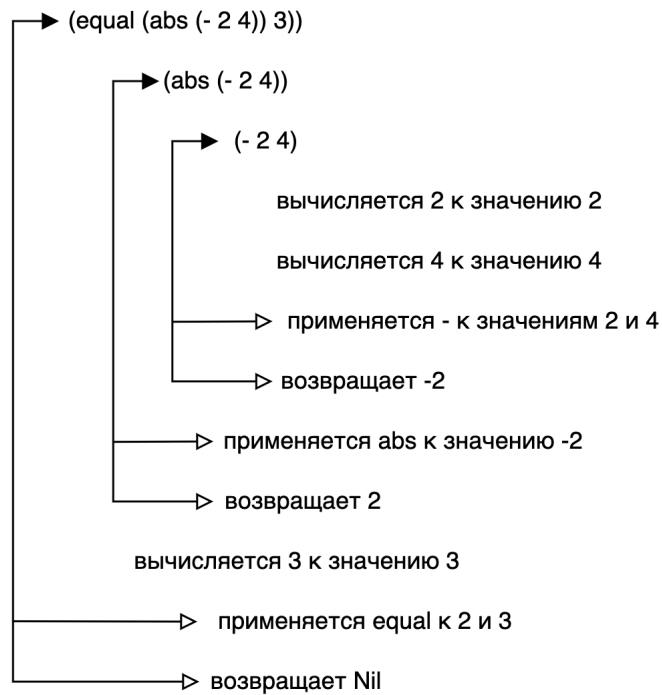 (equal (abs (- 2 4)) 3))
(abs (- 2 4))
(- 2 4)
вычисляется 2 к значению 2
вычисляется 4 к значению 4
применяется - к значениям 2 и 4
возвращает -2
применяется abs к значению -2
возвращает 2
вычисляется 3 к значению 3
применяется equal к 2 и 3
возвращает Nil